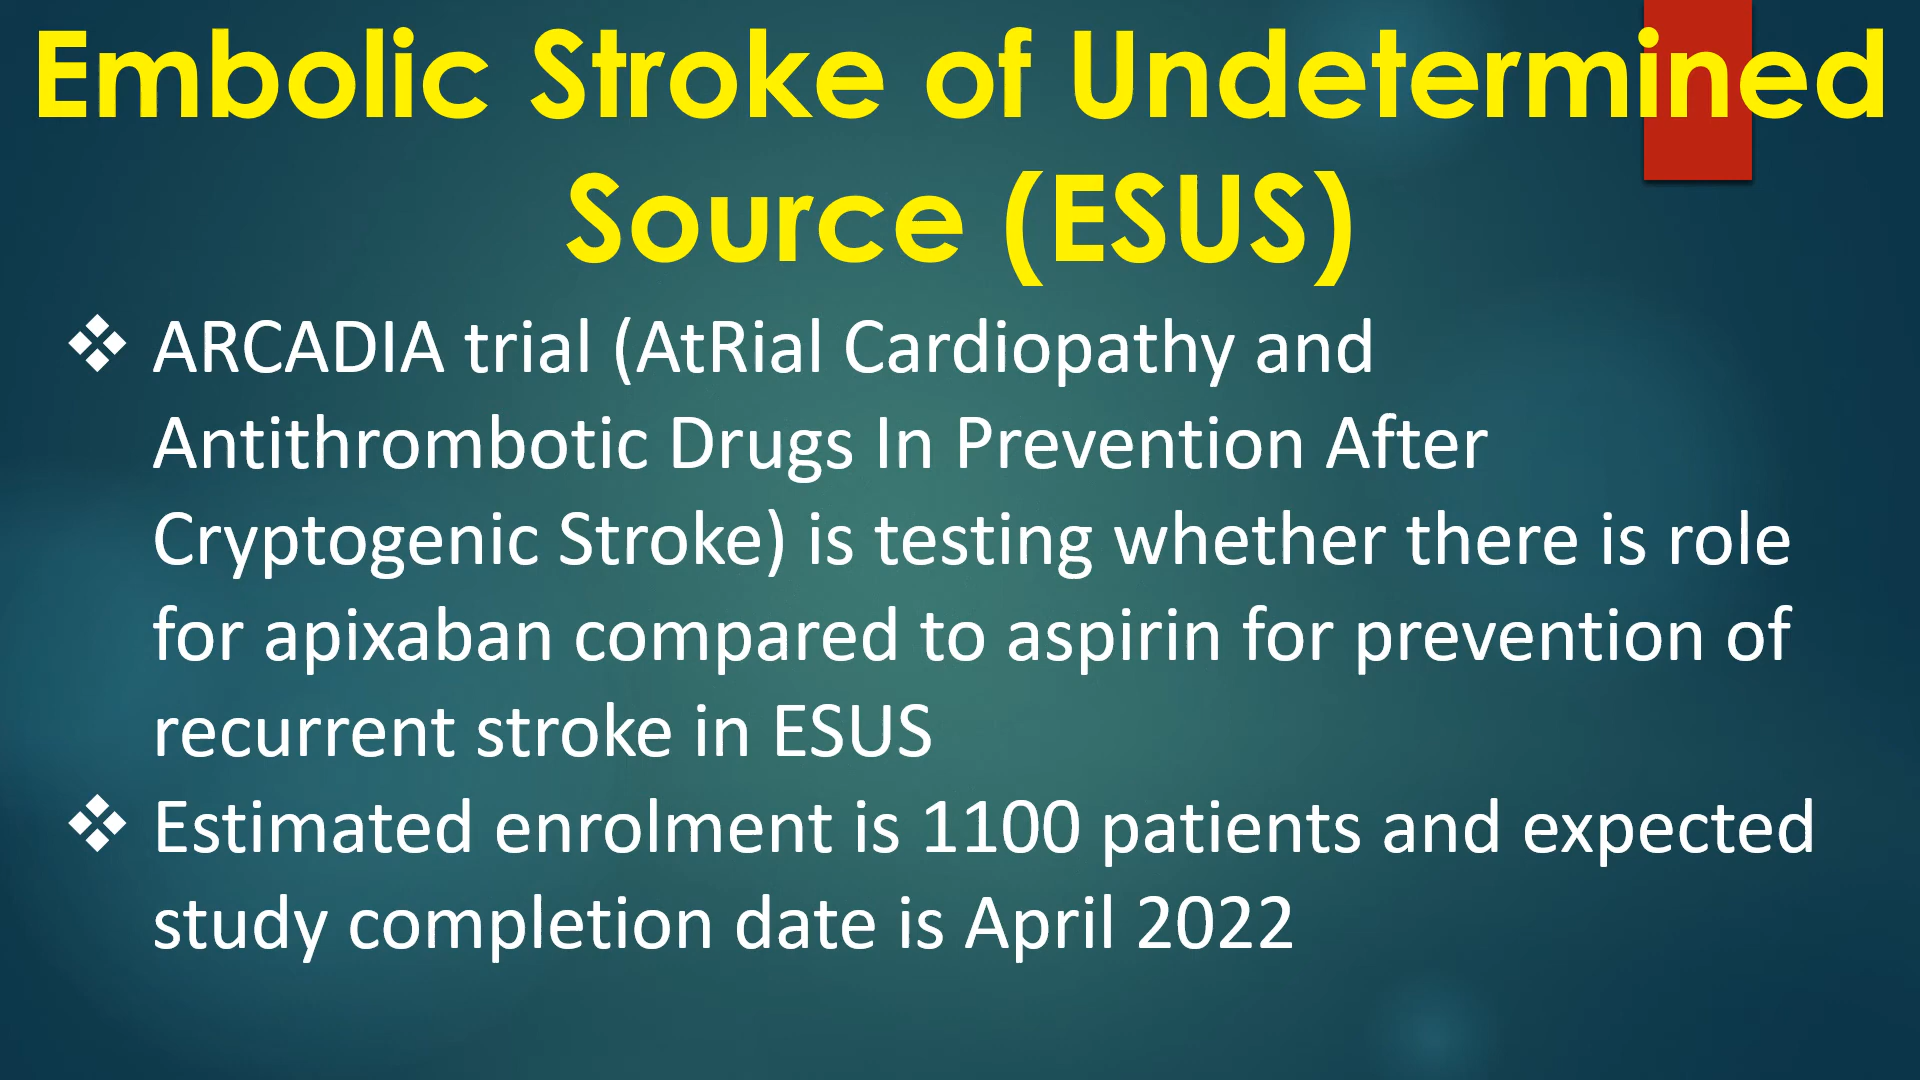 Embolic Stroke of Undetermined
Source (ESUS)
❖ ARCADIA trial (AtRial Cardiopathy and
Antithrombotic Drugs In Prevention After
Cryptogenic Stroke) is testing whether there is role
for apixaban compared to aspirin for prevention of
recurrent stroke in ESUS
❖ Estimated enrolment is 1100 patients and expected
study completion date is April 2022